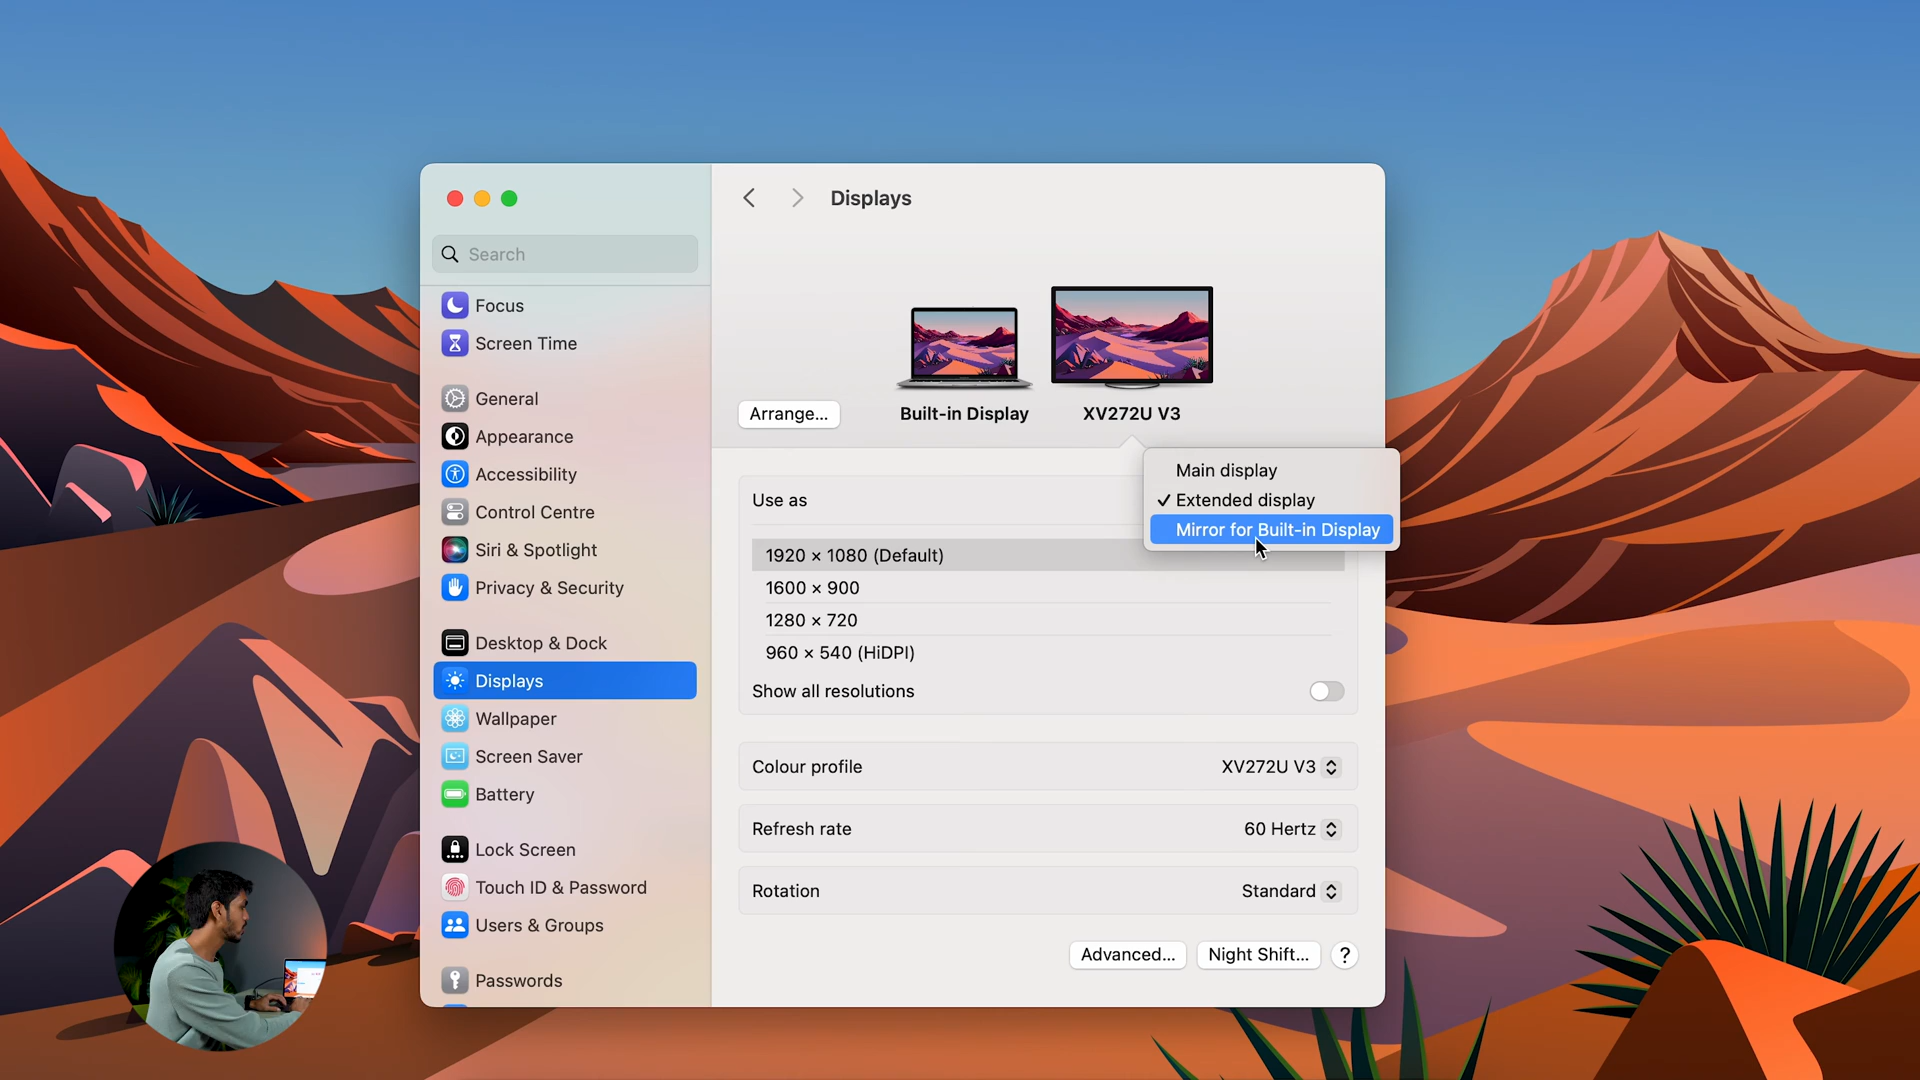 Search
Focus
Screen Time
General
Appearance
Accessibility
Control Centre
Siri & Spotlight
Privacy & Security
Desktop & Dock
Displays
Wallpaper
Screen Saver
Battery
Lock Screen
Touch ID & Password
Users & Groups
Passwords
Displays
Arrange...
Built-in Display
XV272U V3
Use as
Main display
✓ Extended display
Mirror for Built-in Display
1920 × 1080 (Default)
1600 × 900
1280 × 720
960 × 540 (HiDPI)
Show all resolutions
Colour profile XV272U V3
Refresh rate 60 Hertz
Rotation Standard
Advanced... Night Shift... ?